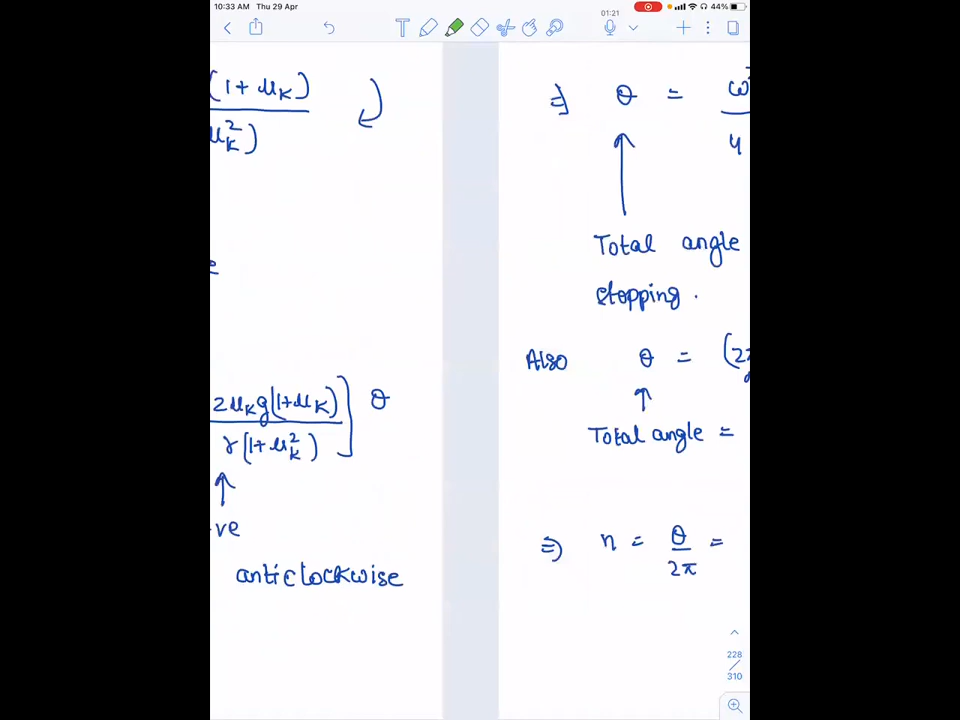 10:33 AM Thu 29 Apr
01:21
44%
T
(1+ μK)
μK²)
2μKg(1+μK) ] θ
r(1+μK²)
-ve
anticlockwise
⇒ θ = ω
4
Total angle
stopping.
Also θ = (2
Total angle =
⇒ n = θ =
2π
228
310